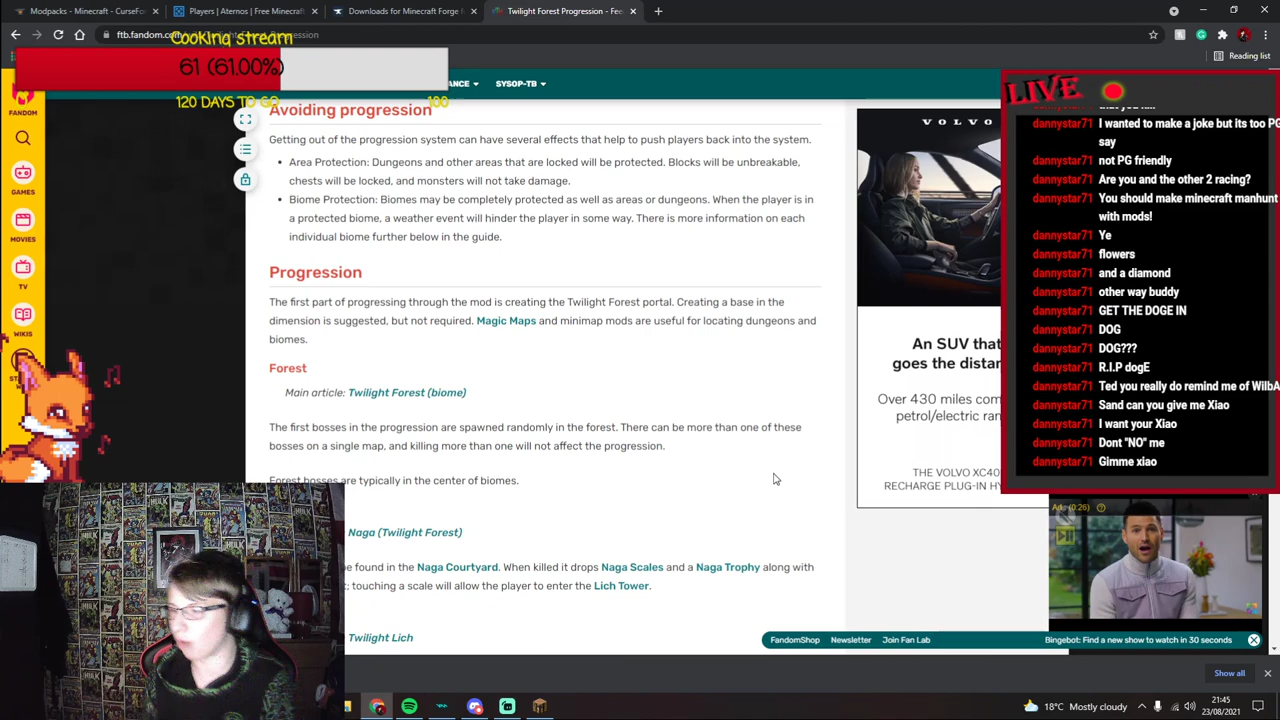 Modpacks - Minecraft - CurseFo
Players | Aternos | Free Minecraft
Dungeons for Minecraft Forge
Twilight Forest Progression - Fee
ftb.fandom.com
Forest_Progression
Reading list
Cooking stream
61 (61.00%)
120 DAYS TO GO
100
SYSOP-TB
FANDOM
GAMES
MOVIES
TV
WIKIS
Avoiding progression
Getting out of the progression system can have several effects that help to push players back into the system.
• Area Protection: Dungeons and other areas that are locked will be protected. Blocks will be unbreakable,
chests will be locked, and monsters will not take damage.
• Biome Protection: Biomes may be completely protected as well as areas or dungeons. When the player is in
a protected biome, a weather event will hinder the player in some way. There is more information on each
individual biome further below in the guide.
Progression
The first part of progressing through the mod is creating the Twilight Forest portal. Creating a base in the
dimension is suggested, but not required. Magic Maps and minimap mods are useful for locating dungeons and
biomes.
Forest
Main article: Twilight Forest (biome)
The first bosses in the progression are spawned randomly in the forest. There can be more than one of these
bosses on a single map, and killing more than one will not affect the progression.
Forest bosses are typically in the center of biomes.
Naga (Twilight Forest)
found in the Naga Courtyard. When killed it drops Naga Scales and a Naga Trophy along with
touching a scale will allow the player to enter the Lich Tower.
Twilight Lich
VOLVO
An SUV that
goes the distan
Over 430 miles com
petrol/electric ran
THE VOLVO XC40
RECHARGE PLUG-IN HY
LIVE
dannystar71 I wanted to make a joke but its too PG
say
dannystar71 not PG friendly
dannystar71 Are you and the other 2 racing?
dannystar71 You should make minecraft manhunt
with mods!
dannystar71 Ye
dannystar71 flowers
dannystar71 and a diamond
dannystar71 other way buddy
dannystar71 GET THE DOGE IN
dannystar71 DOG
dannystar71 DOG???
dannystar71 R.I.P dogE
dannystar71 Ted you really do remind me of WilbA
dannystar71 Sand can you give me Xiao
dannystar71 I want your Xiao
dannystar71 Dont "NO" me
dannystar71 Gimme xiao
Ad: (0:26)
FandomShop Newsletter Join Fan Lab
Bingebot: Find a new show to watch in 30 seconds
Show all
18°C Mostly cloudy
21:45
23/08/2021
HULK